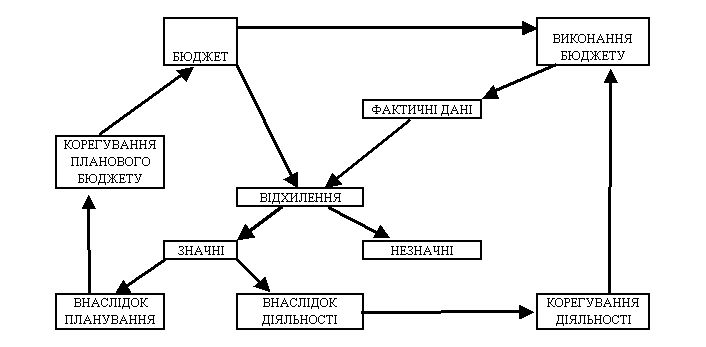 БЮДЖЕТ
ВИКОНАННЯ
БЮДЖЕТУ
ФАКТИЧНІ ДАНІ
КОРЕГУВАННЯ
ПЛАНОВОГО
БЮДЖЕТУ
ВІДХИЛЕННЯ
ЗНАЧНІ
НЕЗНАЧНІ
ВНАСЛІДОК
ПЛАНУВАННЯ
ВНАСЛІДОК
ДІЯЛЬНОСТІ
КОРЕГУВАННЯ
ДІЯЛЬНОСТІ